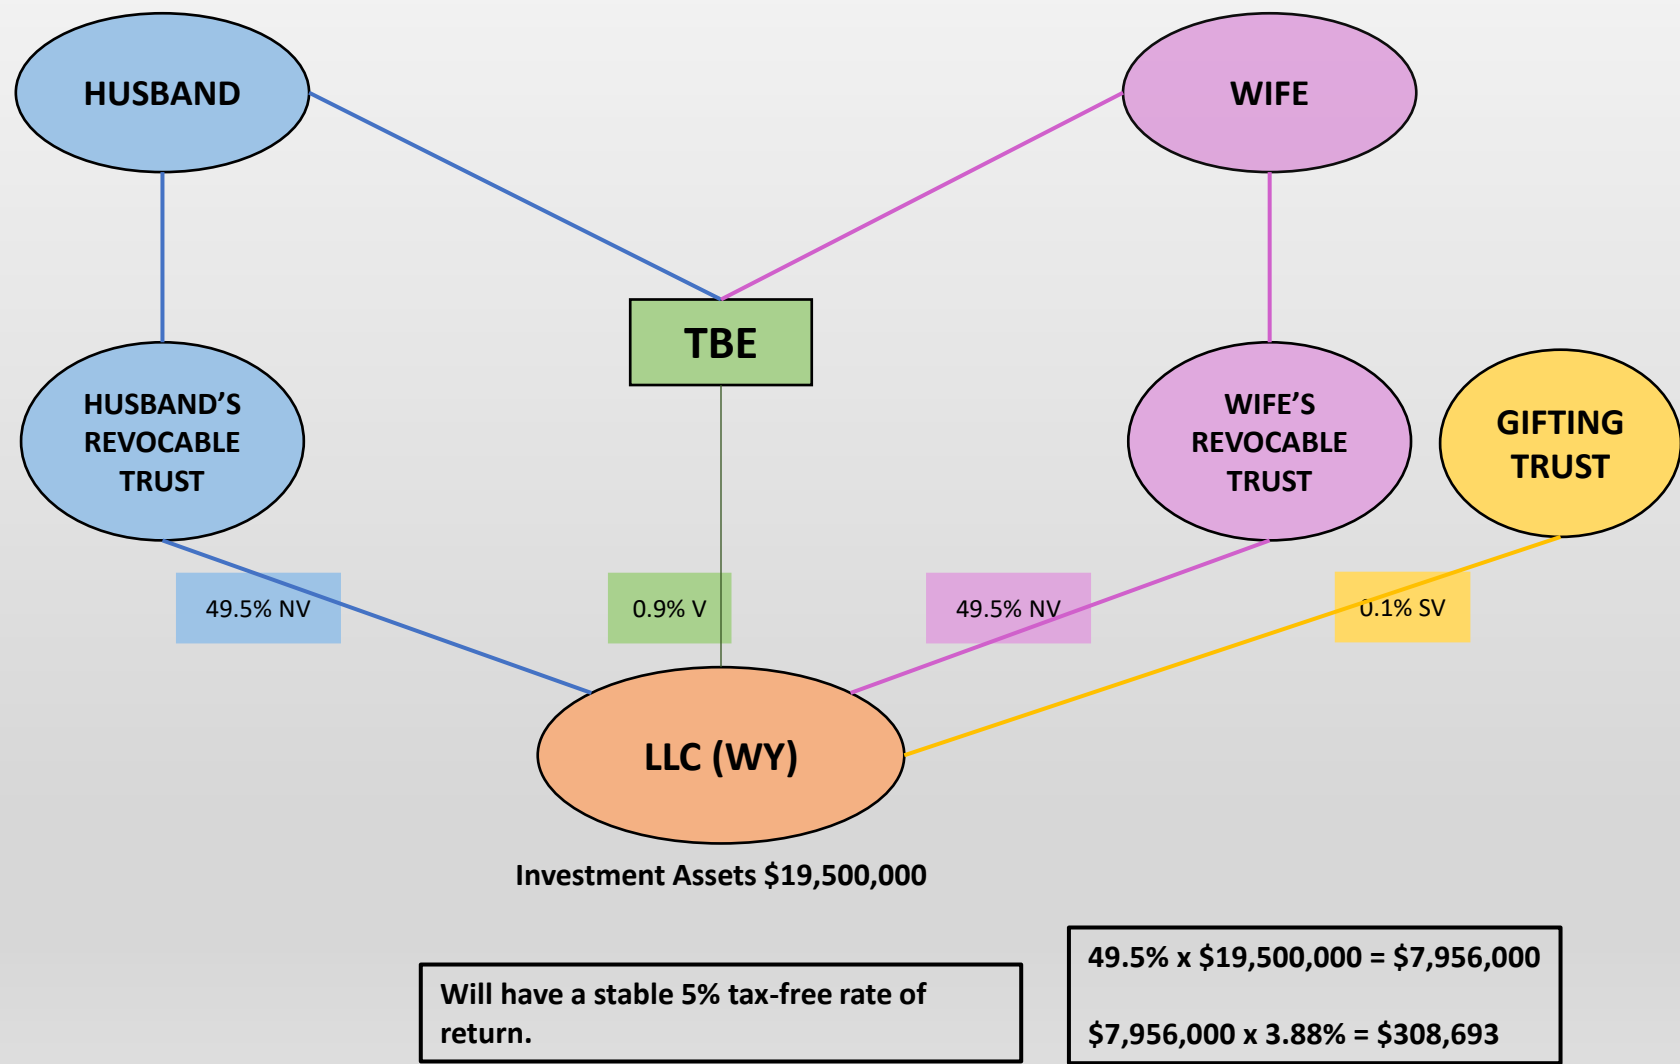 HUSBAND
WIFE
TBE
HUSBAND’S
REVOCABLE
TRUST
WIFE’S
REVOCABLE
TRUST
GIFTING
TRUST
49.5% NV
0.9% V
49.5% NV
0.1% SV
LLC (WY)
Investment Assets $19,500,000
Will have a stable 5% tax-free rate of
return.
49.5% x $19,500,000 = $7,956,000
$7,956,000 x 3.88% = $308,693